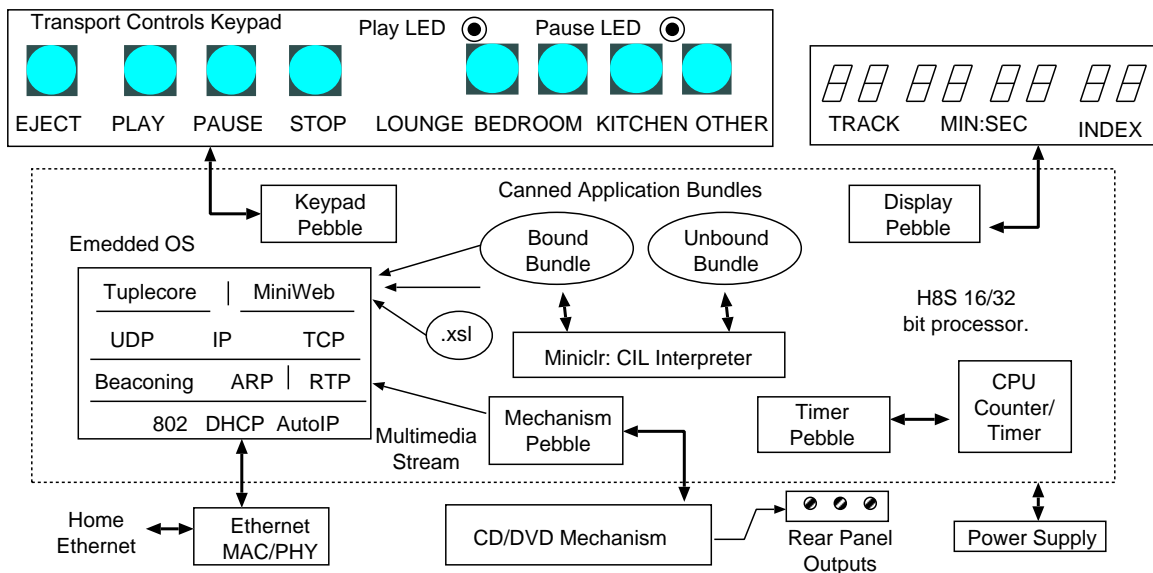 Transport Controls Keypad
Play LED
Pause LED
EJECT PLAY PAUSE STOP LOUNGE BEDROOM KITCHEN OTHER
TRACK MIN:SEC INDEX
Keypad
Pebble
Canned Application Bundles
Display
Pebble
Emedded OS
Bound
Bundle
Unbound
Bundle
Tuplecore MiniWeb
UDP IP TCP
Beaconing ARP RTP
802 DHCP AutoIP
.xsl
Miniclr: CIL Interpreter
H8S 16/32
bit processor.
Mechanism
Pebble
Multimedia
Stream
Timer
Pebble
CPU
Counter/
Timer
Home
Ethernet
Ethernet
MAC/PHY
CD/DVD Mechanism
Rear Panel
Outputs
Power Supply